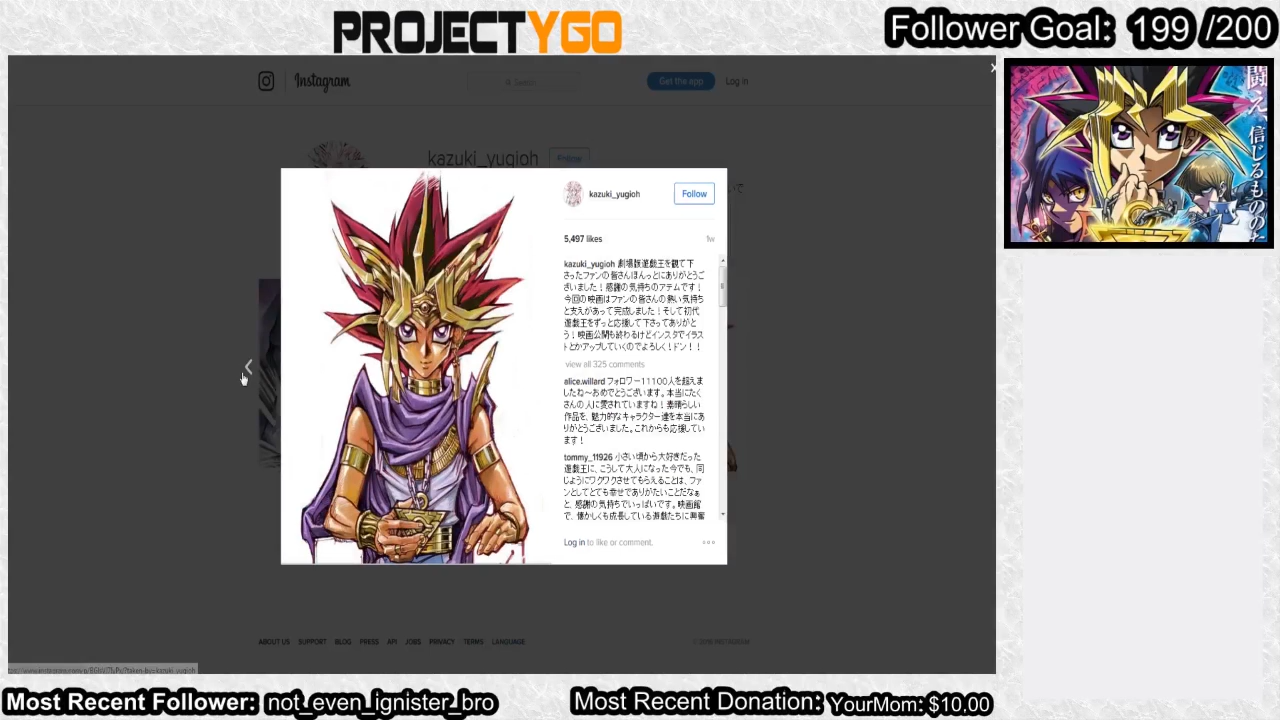 PROJECTYGO
Follower Goal: 199 /200
Instagram
Search
Get the app
Log in
kazuki_yugioh
Follow
kazuki_yugioh
Follow
5,497 likes
1w
kazuki_yugioh 劇場版遊戯王を観て下
さったファンの皆さんほんっとにありがとうご
ざいました！感謝の気持ちのアテムです！
今回の映画はファンの皆さんの熱い気持ち
と支えがあって完成しました！そして初代
遊戯王をずっと応援して下さってありがと
う！映画公開も終わるけどインスタでイラス
トとかアップしていくのでよろしく！ドン！！
view all 325 comments
alice.willard フォロワー11100人を超えま
したね〜おめでとうございます。本当にたく
さんの人に愛されていますね！素晴らしい
作品を、魅力的なキャラクター達を本当にあ
りがとうございました。これからも応援してい
ます！
tommy_11926 小さい頃から大好きだった
遊戯王に、こうして大人になった今でも、同
じようにワクワクさせてもらえることは、ファ
ンとしてとても幸せでありがたいことだなぁ
と、感謝の気持ちでいっぱいです。映画館
で、懐かしくも成長している遊戯たちに興奮
Log in to like or comment.
闘え
信じるもののた
ABOUT US SUPPORT BLOG PRESS API JOBS PRIVACY TERMS LANGUAGE
© 2016 INSTAGRAM
Most Recent Follower: not_even_ignister_bro
Most Recent Donation: YourMom: $10.00